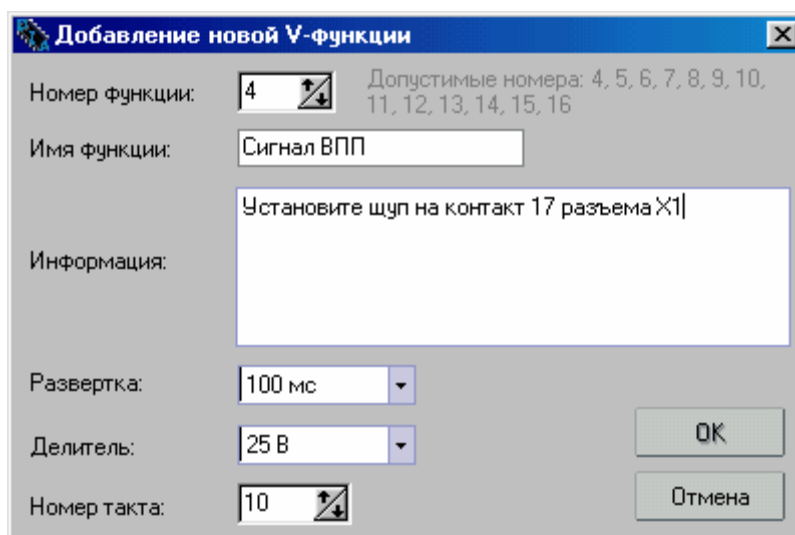 Добавление новой V-функции
Номер функции: 4 Допустимые номера: 4, 5, 6, 7, 8, 9, 10,
11, 12, 13, 14, 15, 16
Имя функции: Сигнал ВПП
Установите щуп на контакт 17 разъема X1
Информация:
Развертка: 100 мс
Делитель: 25 В
OK
Номер такта: 10
Отмена